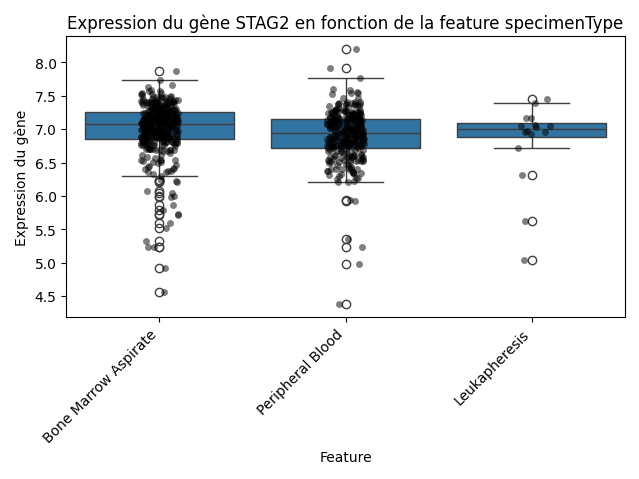 Expression du gène STAG2 en fonction de la feature specimenType
Expression du gène
8.0
7.5
7.0
6.5
6.0
5.5
5.0
4.5
Bone Marrow Aspirate
Peripheral Blood
Leukapheresis
Feature